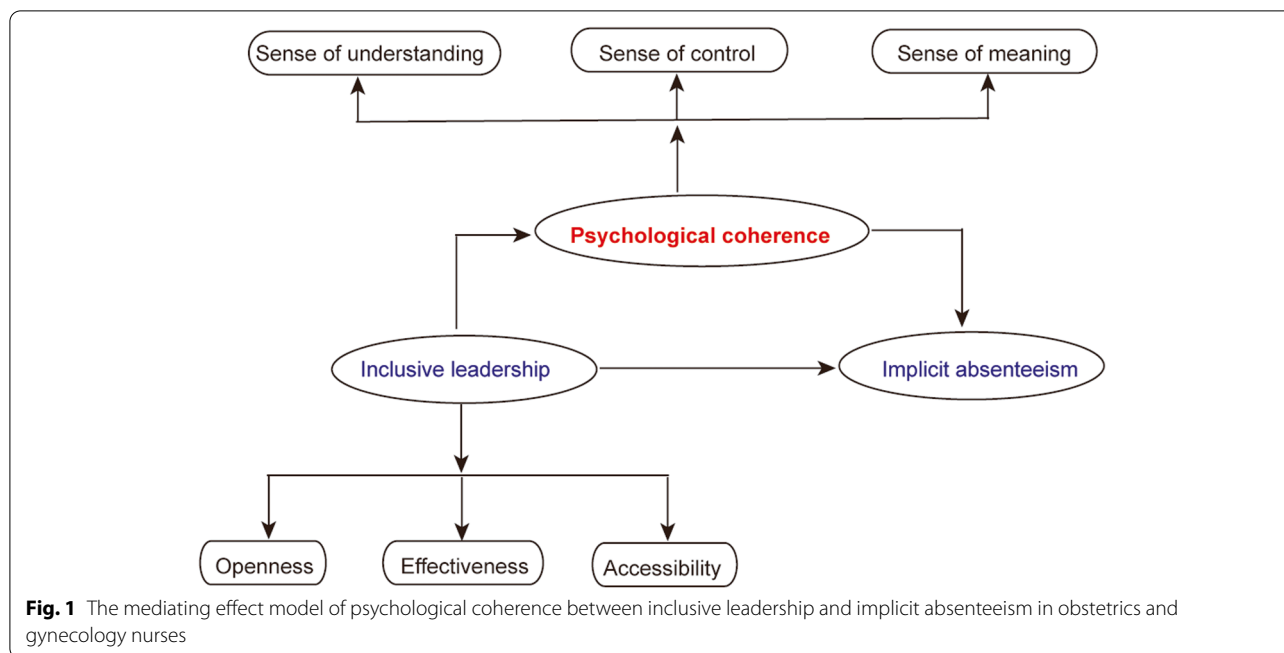 Sense of understanding
Sense of control
Sense of meaning
Psychological coherence
Inclusive leadership
Implicit absenteeism
Openness
Effectiveness
Accessibility
Fig. 1 The mediating effect model of psychological coherence between inclusive leadership and implicit absenteeism in obstetrics and
gynecology nurses